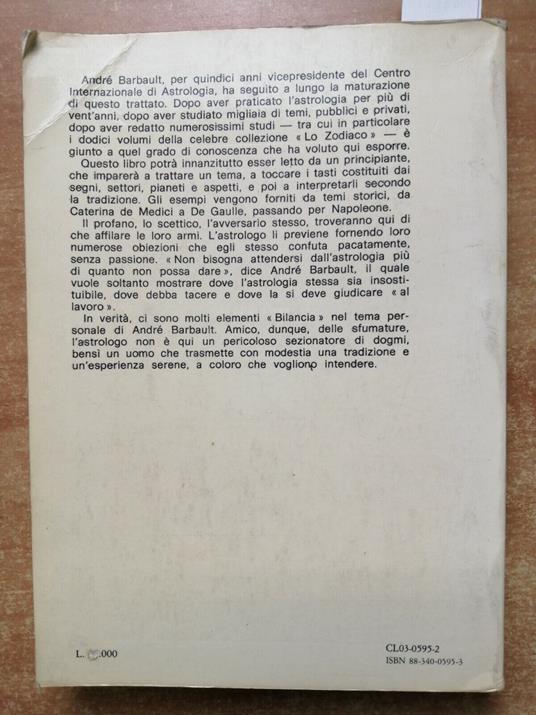 André Barbault, per quindici anni vicepresidente del Centro
Internazionale di Astrologia, ha seguito a lungo la maturazione
di questo trattato. Dopo aver praticato l'astrologia per più di
vent'anni, dopo aver studiato migliaia di temi, pubblici e privati,
dopo aver redatto numerosissimi studi — tra cui in particolare
i dodici volumi della celebre collezione « Lo Zodiaco » — è
giunto a quel grado di conoscenza che ha voluto qui esporre.
Questo libro potrà innanzitutto esser letto da un principiante,
che imparerà a trattare un tema, a toccare i tasti costituiti dai
segni, settori, pianeti e aspetti, e poi a interpretarli secondo
la tradizione. Gli esempi vengono forniti da temi storici, da
Caterina de Medici a De Gaulle, passando per Napoleone.
Il profano, lo scettico, l'avversario stesso, troveranno qui di
che affilare le loro armi. L'astrologo li previene fornendo loro
numerose obiezioni che egli stesso confuta pacatamente,
senza passione. « Non bisogna attendersi dall'astrologia più
di quanto non possa dare », dice André Barbault, il quale
vuole soltanto mostrare dove l'astrologia stessa sia insosti-
tuibile, dove debba tacere e dove la si deve giudicare « al
lavoro ».
In verità, ci sono molti elementi « Bilancia » nel tema per-
sonale di André Barbault. Amico, dunque, delle sfumature,
l'astrologo non è qui un pericoloso sezionatore di dogmi,
bensì un uomo che trasmette con modestia una tradizione e
un'esperienza serene, a coloro che vogliono intendere.
L. .000
CL03-0595-2
ISBN 88-340-0595-3